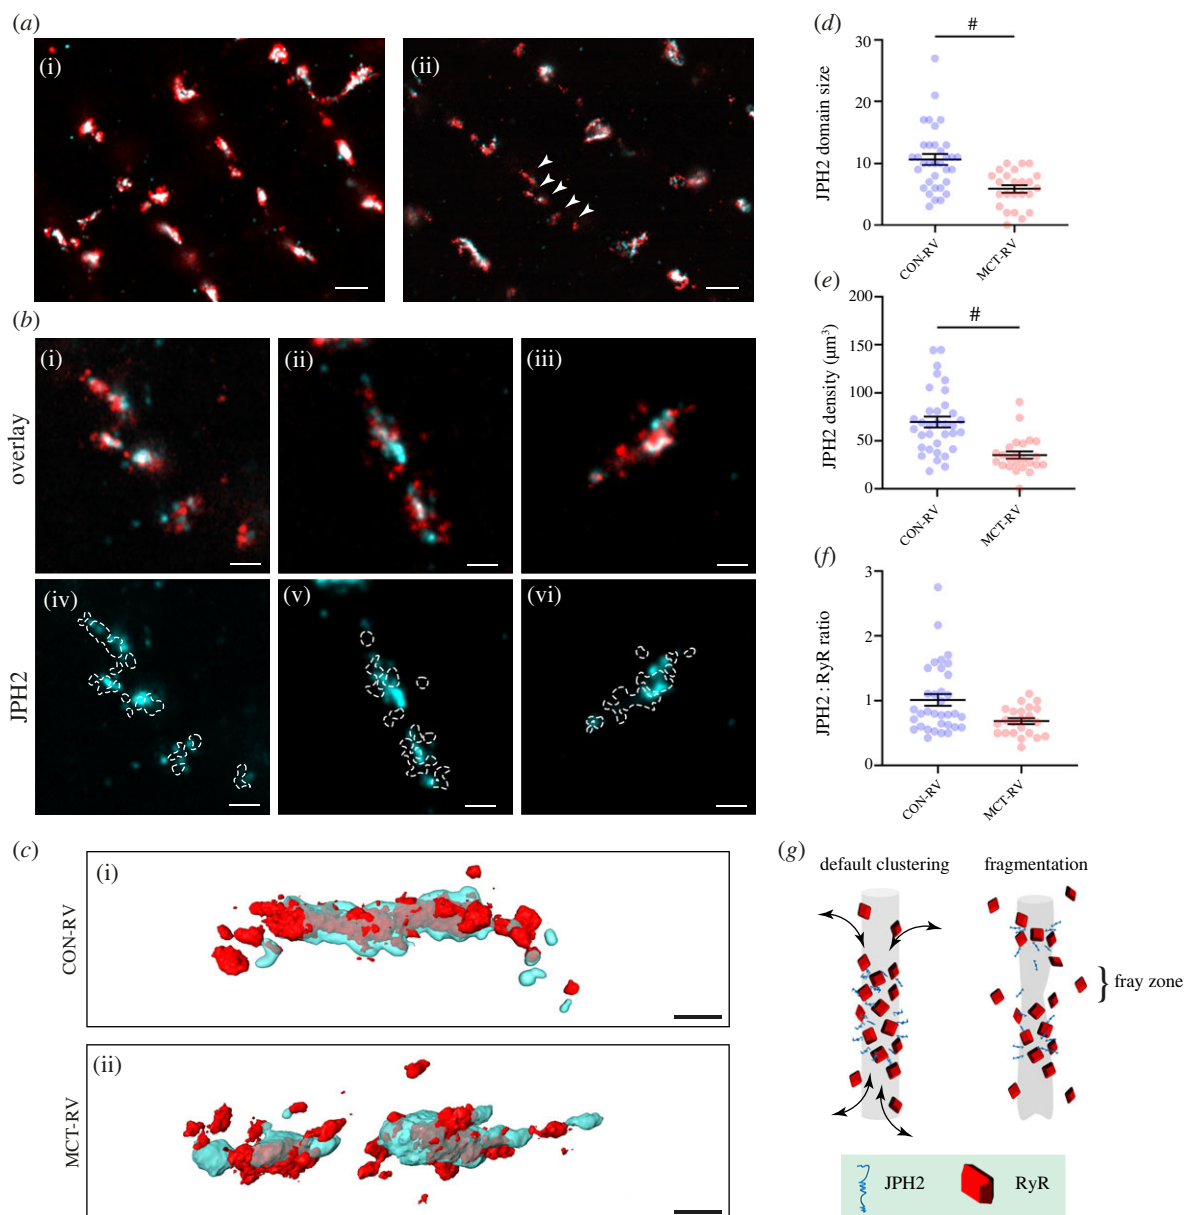 (a)
(i)
(ii)
(b)
(i)
(ii)
(iii)
overlay
(iv)
(v)
(vi)
JPH2
(c)
(i)
CON-RV
(ii)
MCT-RV
(d)
#
30
20
10
0
JPH2 domain size
CON-RV
MCT-RV
(e)
#
200
150
100
50
0
JPH2 density (µm³)
CON-RV
MCT-RV
(f)
3
2
1
0
JPH2 : RyR ratio
CON-RV
MCT-RV
(g)
default clustering
fragmentation
} fray zone
JPH2
RyR